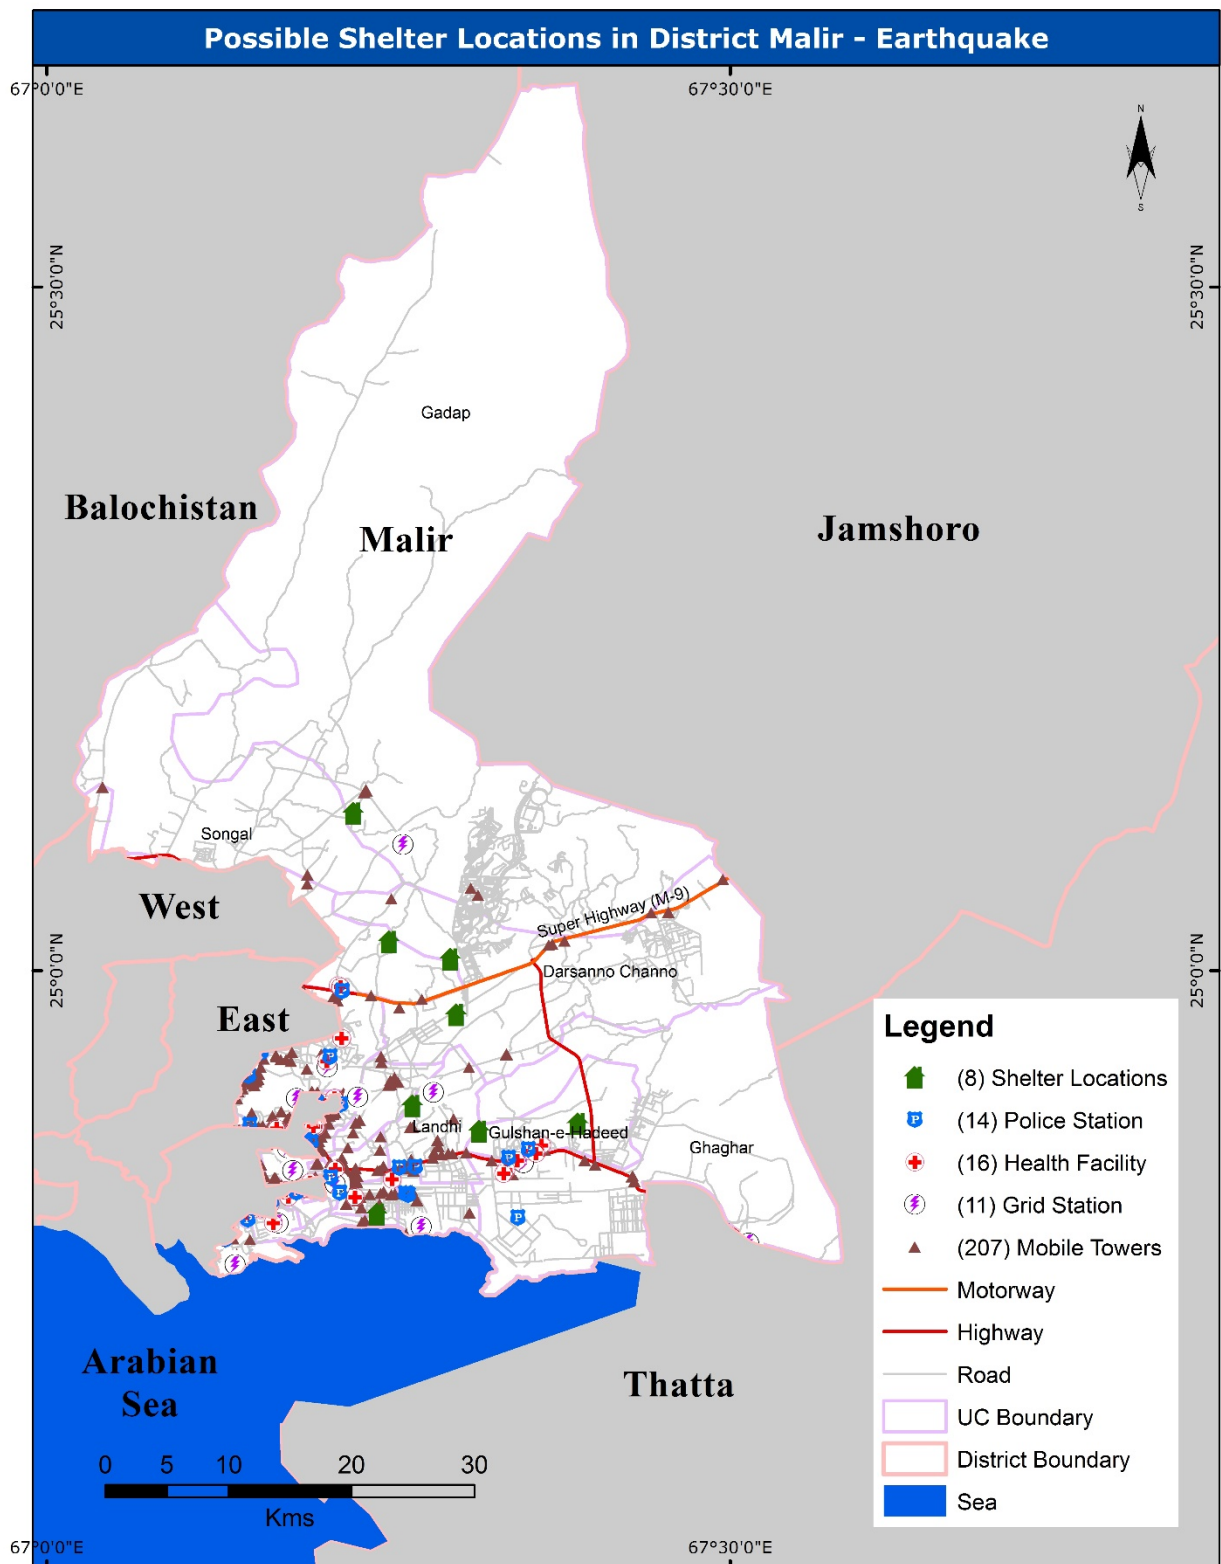 Possible Shelter Locations in District Malir - Earthquake
67°0'0"E
67°30'0"E
N
S
25°30'0"N
25°30'0"N
Gadap
Balochistan
Malir
Jamshoro
Songal
West
Super Highway (M-9)
25°0'0"N
25°0'0"N
Darsanno Channo
East
Landhi
Gulshan-e-Hadeed
Ghaghar
Legend
(8) Shelter Locations
(14) Police Station
(16) Health Facility
(11) Grid Station
(207) Mobile Towers
Motorway
Highway
Road
UC Boundary
District Boundary
Sea
Arabian
Sea
Thatta
0 5 10 20 30
Kms
67°0'0"E
67°30'0"E